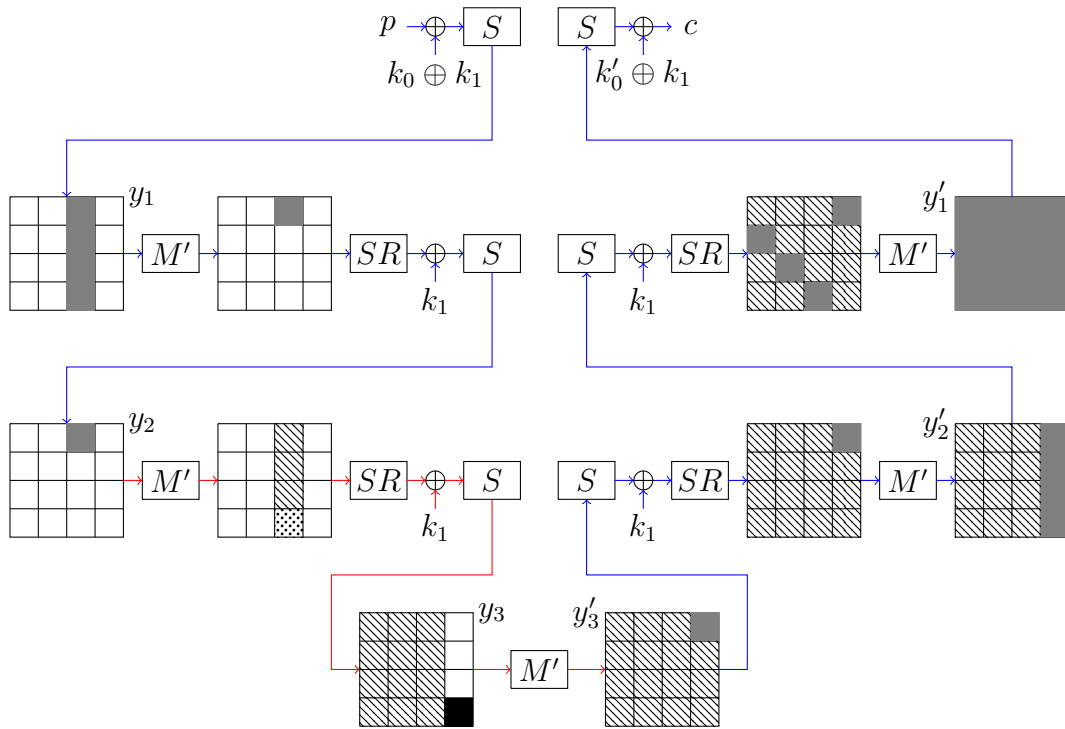 p S S c
k₀ ⊕ k₁ k′₀ ⊕ k₁
y₁ y′₁
M′ SR S S SR M′
k₁ k₁
y₂ y′₂
M′ SR S S SR M′
k₁ k₁
y₃ y′₃
M′